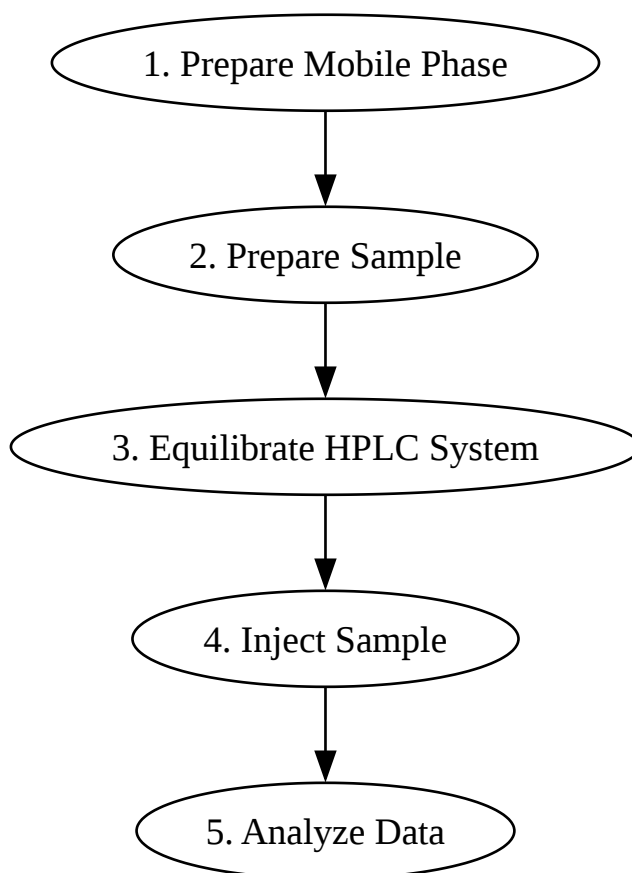 1. Prepare Mobile Phase
2. Prepare Sample
3. Equilibrate HPLC System
4. Inject Sample
5. Analyze Data